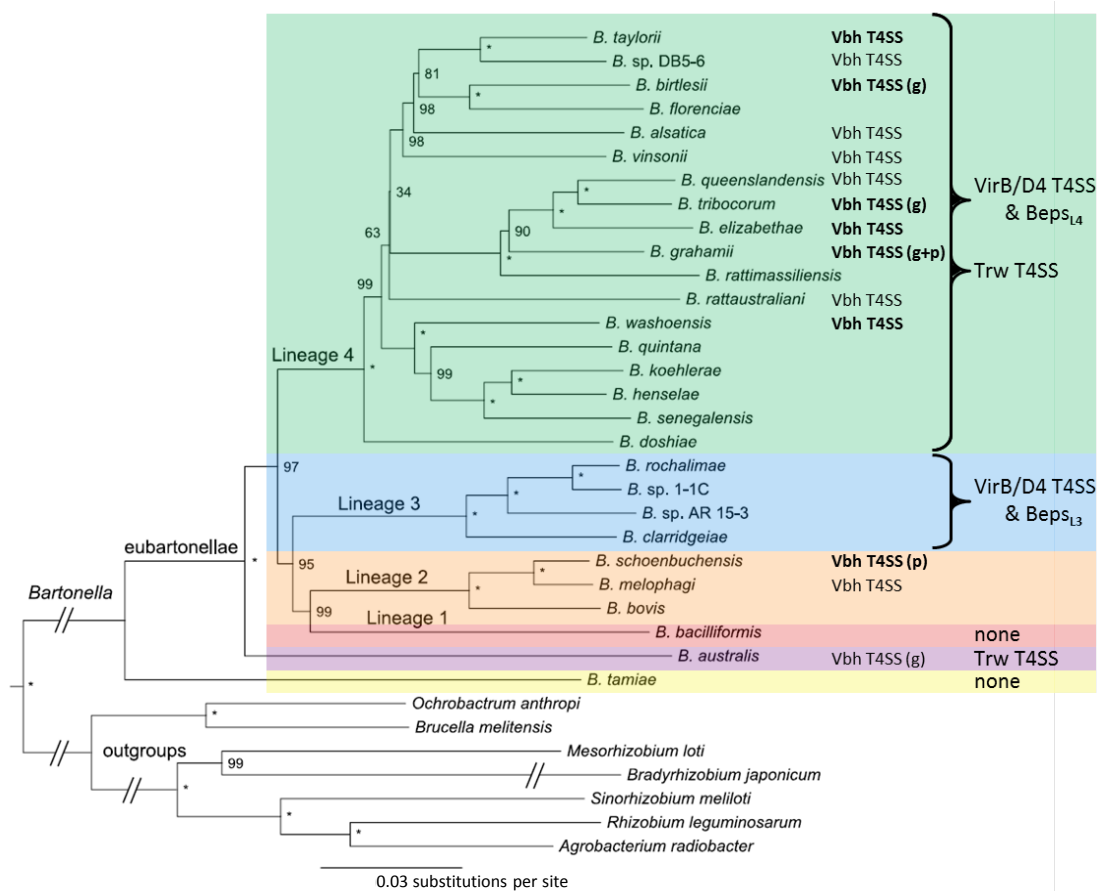 B. taylorii Vbh T4SS
B. sp. DB5-6 Vbh T4SS
81
B. birtlesii Vbh T4SS (g)
*
*
98
B. florenciae
B. alsatica Vbh T4SS
98
B. vinsonii Vbh T4SS
B. queenslandensis Vbh T4SS
*
34
B. tribocorum Vbh T4SS (g)
VirB/D4 T4SS
& BepsL4
*
B. elizabethae Vbh T4SS
90
63
B. grahamii Vbh T4SS (g+p)
*
B. rattimassiliensis
Trw T4SS
99
B. rattaustraliani Vbh T4SS
B. washoensis Vbh T4SS
*
B. quintana
Lineage 4
*
99
B. koehlerae
*
B. henselae
*
B. senegalensis
B. doshiae
97
B. rochalimae
*
B. sp. 1-1C
VirB/D4 T4SS
& BepsL3
*
Lineage 3
B. sp. AR 15-3
*
B. clarridgeiae
eubartonellae
*
95
B. schoenbuchensis Vbh T4SS (p)
*
Lineage 2
B. melophagi Vbh T4SS
*
Bartonella
B. bovis
99
Lineage 1
B. bacilliformis none
B. australis Vbh T4SS (g) Trw T4SS
B. tamiae none
*
Ochrobactrum anthropi
*
Brucella melitensis
outgroups
Mesorhizobium loti
99
Bradyrhizobium japonicum
*
Sinorhizobium meliloti
*
Rhizobium leguminosarum
*
Agrobacterium radiobacter
0.03 substitutions per site